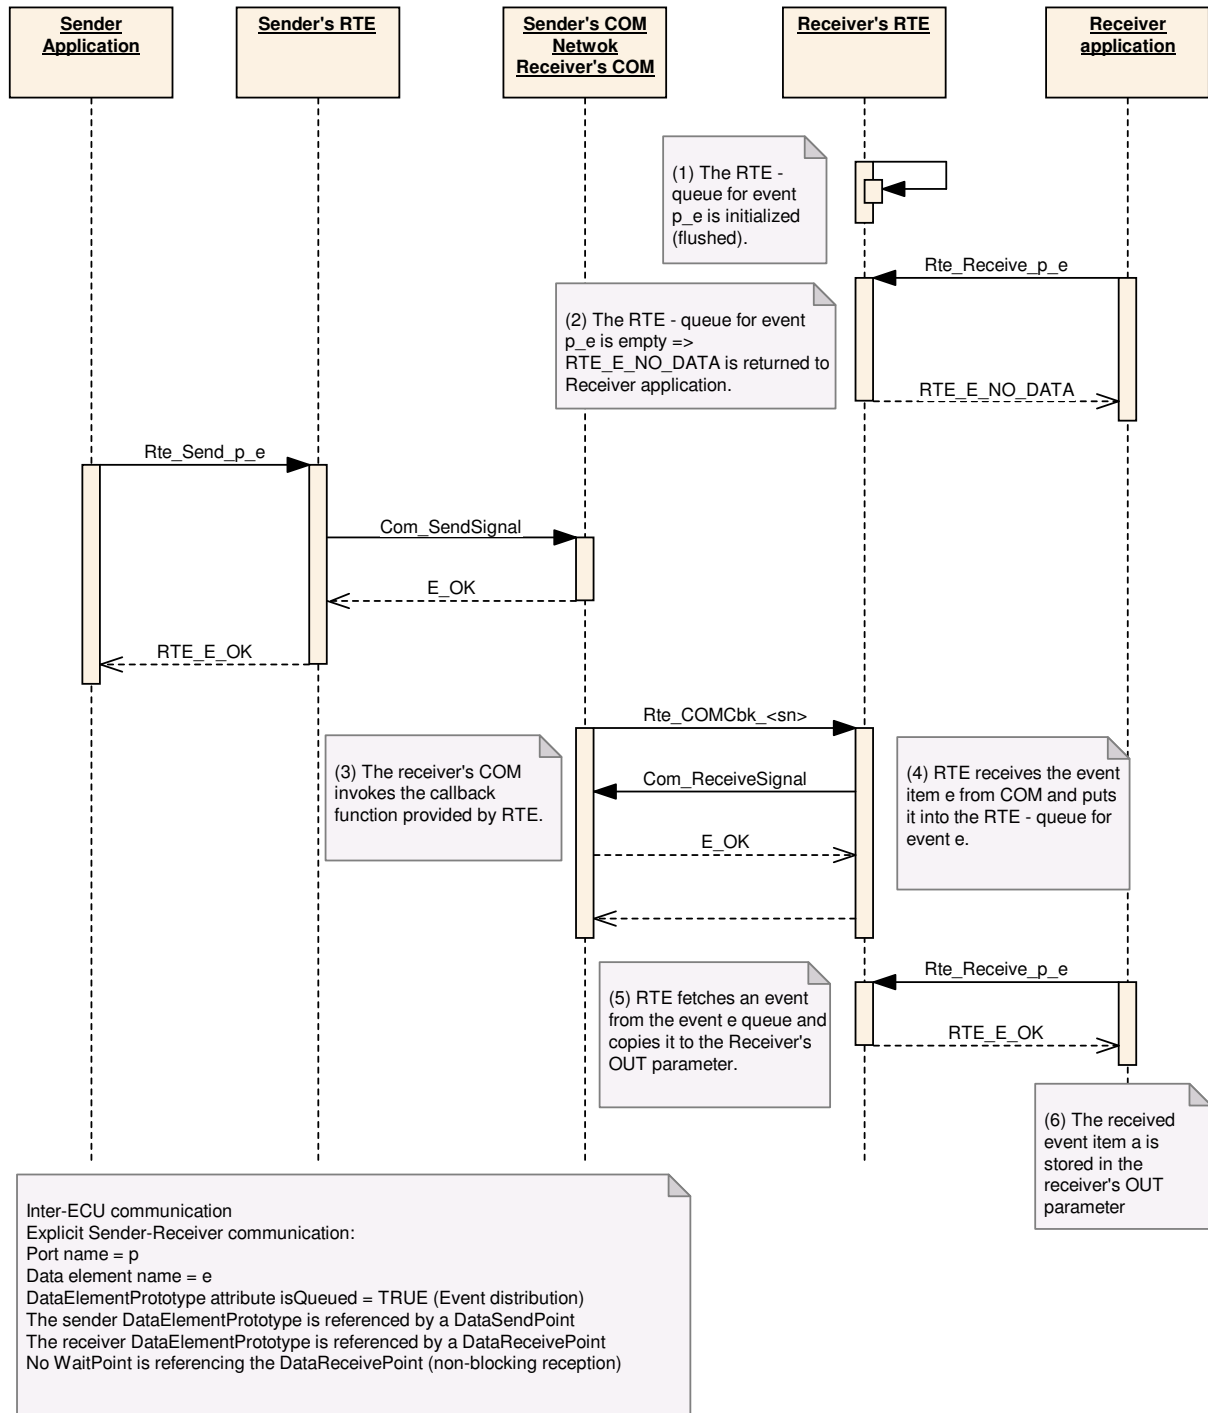 Sender
Application
Sender's RTE
Sender's COM
Netwok
Receiver's COM
Receiver's RTE
Receiver
application
(1) The RTE -
queue for event
p_e is initialized
(flushed).
Rte_Receive_p_e
(2) The RTE - queue for event
p_e is empty =>
RTE_E_NO_DATA is returned to
Receiver application.
RTE_E_NO_DATA
Rte_Send_p_e
Com_SendSignal
E_OK
RTE_E_OK
Rte_COMCbk_<sn>
(3) The receiver's COM
invokes the callback
function provided by RTE.
Com_ReceiveSignal
(4) RTE receives the event
item e from COM and puts
it into the RTE - queue for
event e.
E_OK
Rte_Receive_p_e
(5) RTE fetches an event
from the event e queue and
copies it to the Receiver's
OUT parameter.
RTE_E_OK
(6) The received
event item a is
stored in the
receiver's OUT
parameter
Inter-ECU communication
Explicit Sender-Receiver communication:
Port name = p
Data element name = e
DataElementPrototype attribute isQueued = TRUE (Event distribution)
The sender DataElementPrototype is referenced by a DataSendPoint
The receiver DataElementPrototype is referenced by a DataReceivePoint
No WaitPoint is referencing the DataReceivePoint (non-blocking reception)